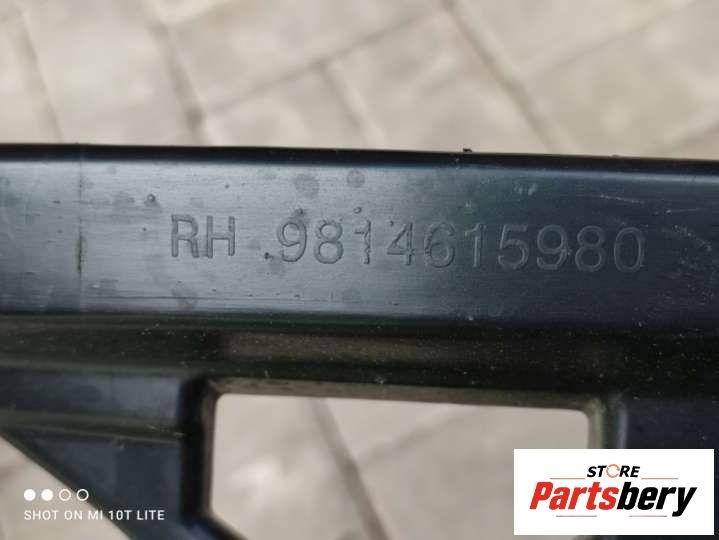 RH 9814615980
STORE
Partsbery
SHOT ON MI 10T LITE